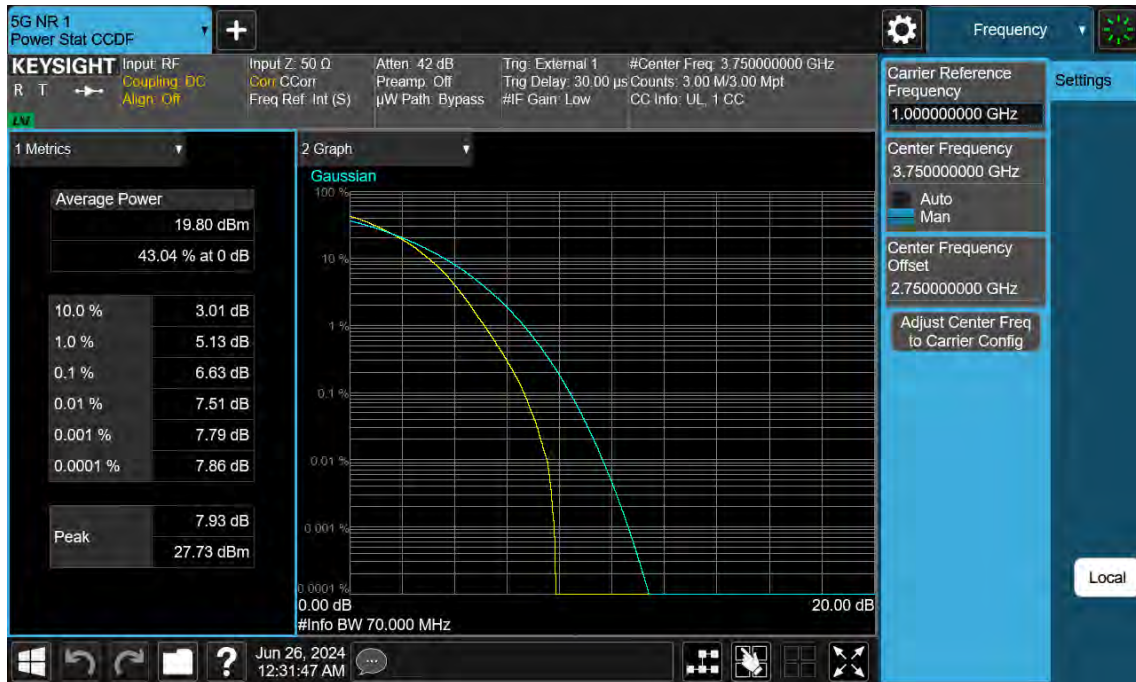 5G NR 1
Power Stat CCDF
+
Frequency
KEYSIGHT
R T
LXI
Input: RF
Coupling: DC
Align: Off
Input Z: 50 Ω
Corr CCorr
Freq Ref: Int (S)
Atten: 42 dB
Preamp: Off
µW Path: Bypass
Trig: External 1
Trig Delay: 30.00 µs
#IF Gain: Low
#Center Freq: 3.750000000 GHz
Counts: 3.00 M/3.00 Mpt
CC Info: UL, 1 CC
1 Metrics
Average Power
19.80 dBm
43.04 % at 0 dB
10.0 % 3.01 dB
1.0 % 5.13 dB
0.1 % 6.63 dB
0.01 % 7.51 dB
0.001 % 7.79 dB
0.0001 % 7.86 dB
Peak
7.93 dB
27.73 dBm
2 Graph
Gaussian
100 %
10 %
1 %
0.1 %
0.01 %
0.001 %
0.0001 %
0.00 dB 20.00 dB
#Info BW 70.000 MHz
Carrier Reference
Frequency
1.000000000 GHz
Center Frequency
3.750000000 GHz
Auto
Man
Center Frequency
Offset
2.750000000 GHz
Adjust Center Freq
to Carrier Config
Settings
Local
?
Jun 26, 2024
12:31:47 AM